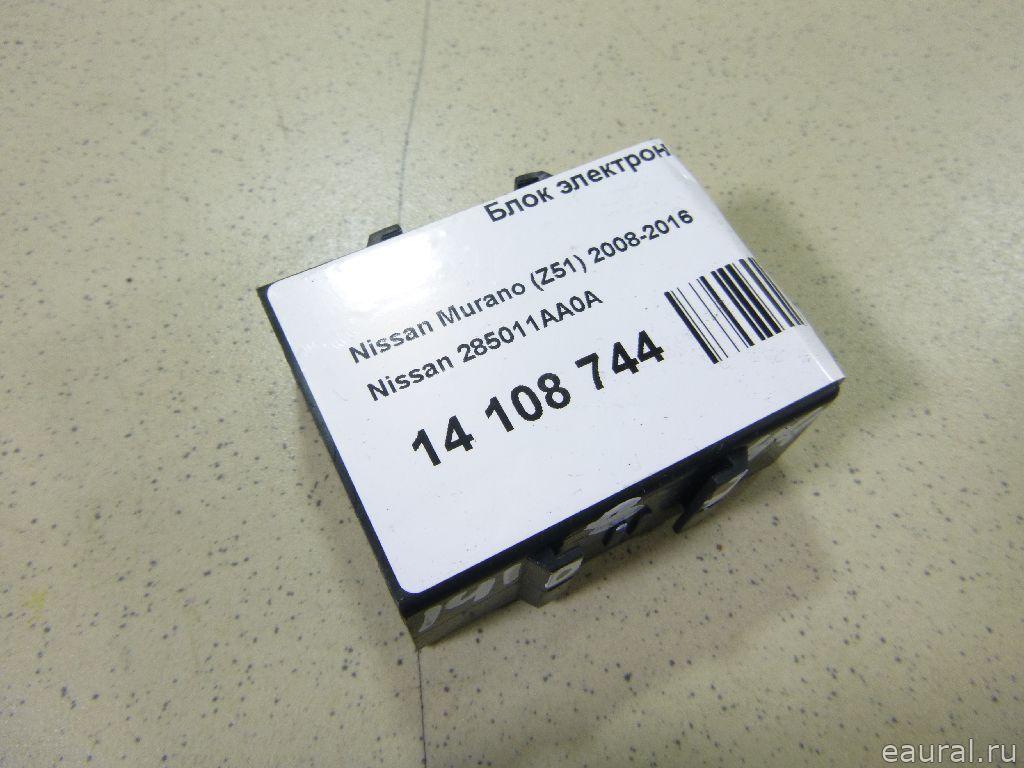 Блок электрон
Nissan Murano (Z51) 2008-2016
Nissan 285011AA0A
14 108 744
eaural.ru